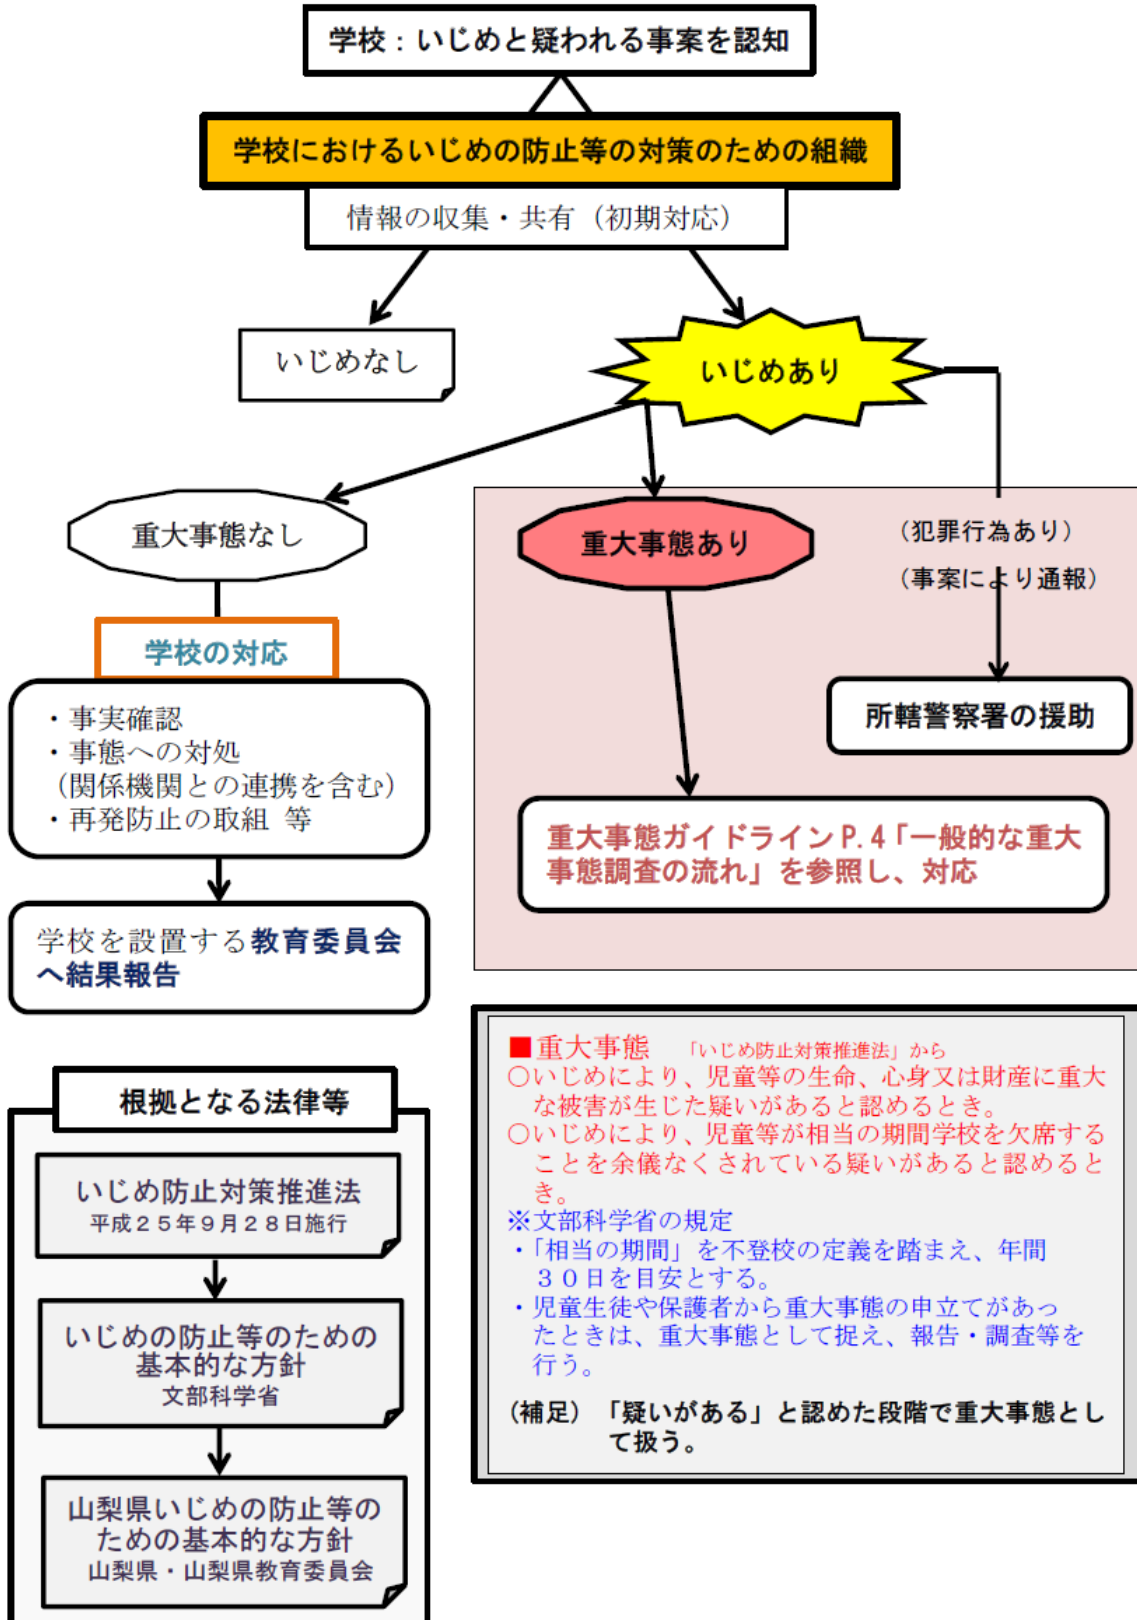 学校：いじめと疑われる事案を認知
学校におけるいじめの防止等の対策のための組織
情報の収集・共有（初期対応）
いじめなし
いじめあり
重大事態なし
重大事態あり
（犯罪行為あり）
（事案により通報）
学校の対応
・事実確認
・事態への対処
（関係機関との連携を含む）
・再発防止の取組 等
所轄警察署の援助
重大事態ガイドラインP.4「一般的な重大
事態調査の流れ」を参照し、対応
学校を設置する教育委員会
へ結果報告
根拠となる法律等
いじめ防止対策推進法
平成２５年９月２８日施行
いじめの防止等のための
基本的な方針
文部科学省
山梨県いじめの防止等の
ための基本的な方針
山梨県・山梨県教育委員会
■重大事態 「いじめ防止対策推進法」から
○いじめにより、児童等の生命、心身又は財産に重大
な被害が生じた疑いがあると認めるとき。
○いじめにより、児童等が相当の期間学校を欠席する
ことを余儀なくされている疑いがあると認めると
き。
※文部科学省の規定
・「相当の期間」を不登校の定義を踏まえ、年間
３０日を目安とする。
・児童生徒や保護者から重大事態の申立てがあっ
たときは、重大事態として捉え、報告・調査等を
行う。
（補足）「疑いがある」と認めた段階で重大事態とし
て扱う。